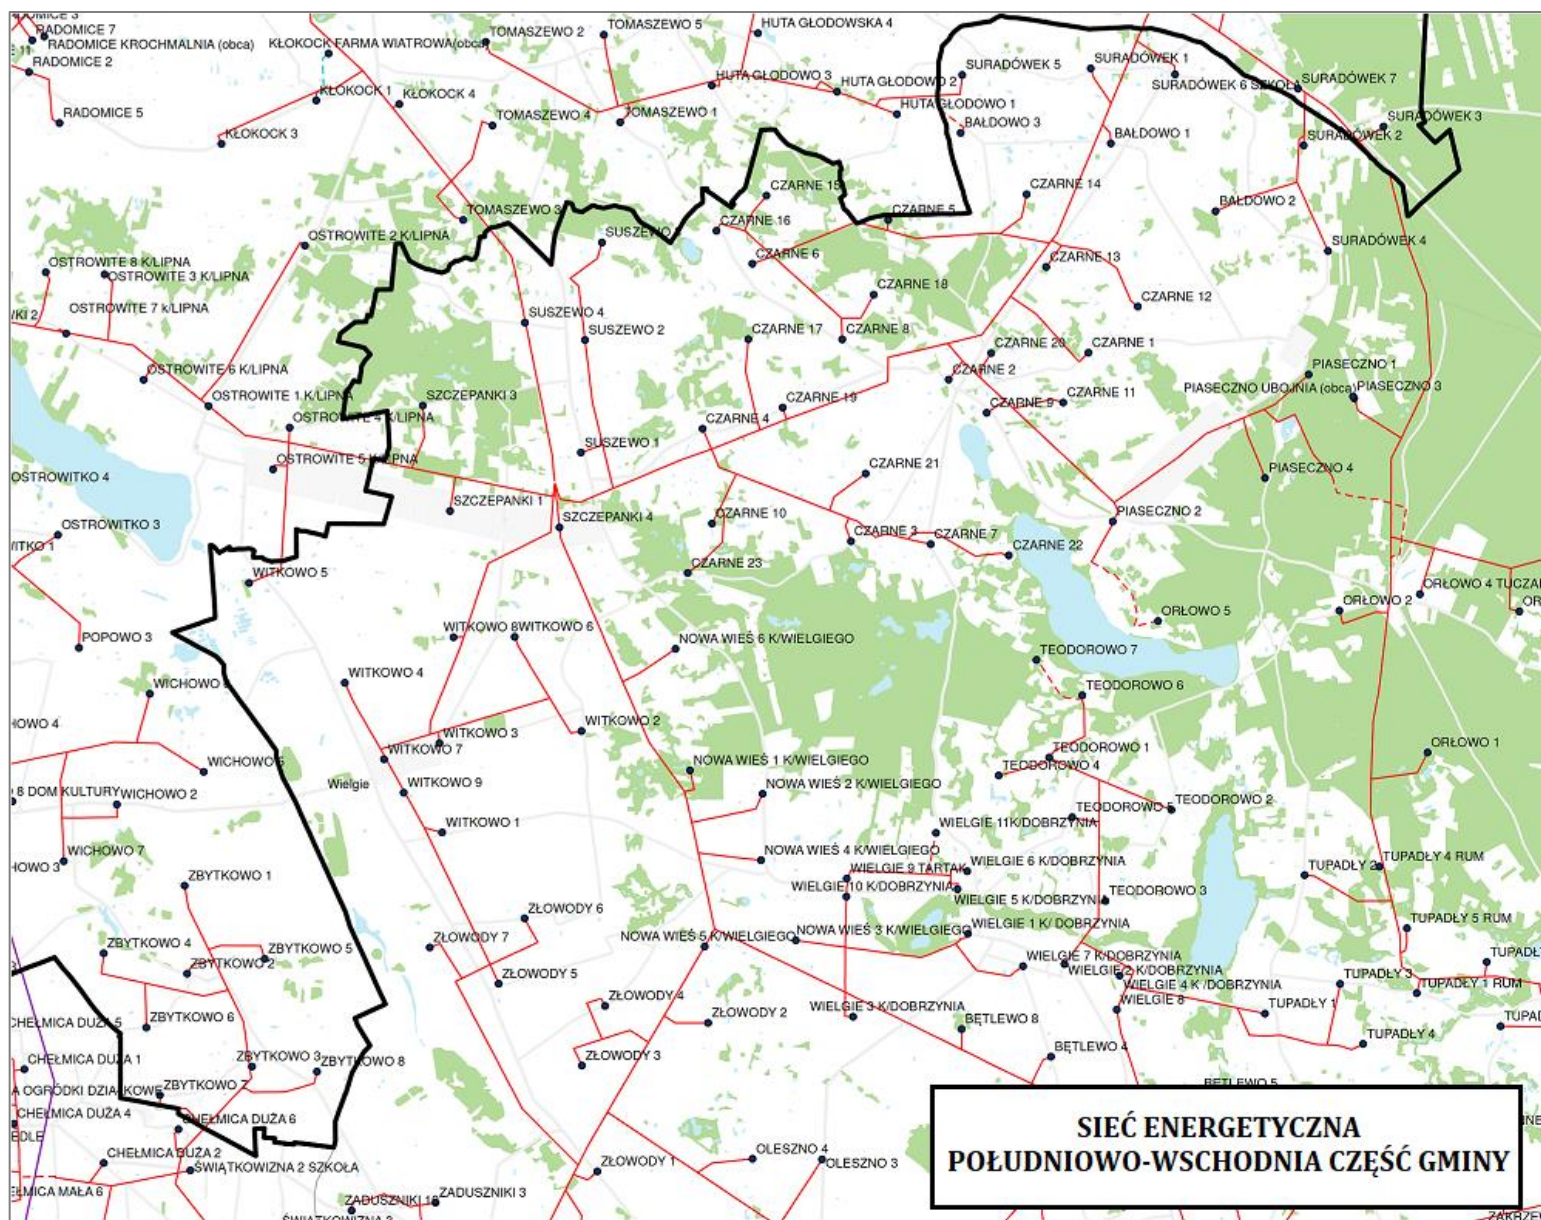 RADOMICE 7
HUTA GŁODOWSKA 4
TOMASZEWO 5
TOMASZEWO 2
RADOMICE KROCHMALNIA (obca)
KŁOKOCK FARMA WIATROWA(obca)
RADOMICE 2
SURADÓWEK 1
SURADÓWEK 5
HUTA GŁODOWO 3
HUTA GŁODOWO 2
SURADÓWEK 7
SURADÓWEK 6 SZKOŁA
KŁOKOCK 1
KŁOKOCK 4
HUTA GŁODOWO 1
RADOMICE 5
TOMASZEWO 4
TOMASZEWO 1
SURADÓWEK 3
BAŁDOWO 3
KŁOKOCK 3
BAŁDOWO 1
SURADÓWEK 2
CZARNE 15
CZARNE 14
TOMASZEWO 3
CZARNE 16
CZARNE 5
BAŁDOWO 2
OSTROWITE 2 K/LIPNA
SUSZEWO
SURADÓWEK 4
OSTROWITE 8 K/LIPNA
OSTROWITE 3 K/LIPNA
CZARNE 6
CZARNE 13
CZARNE 18
CZARNE 12
OSTROWITE 7 k/LIPNA
SUSZEWO 4
SUSZEWO 2
CZARNE 17
CZARNE 8
CZARNE 20
CZARNE 1
OSTROWITE 6 K/LIPNA
CZARNE 2
PIASECZNO 1
PIASECZNO UBOJNIA (obca)
PIASECZNO 3
OSTROWITE 1 K/LIPNA
SZCZEPANKI 3
CZARNE 11
CZARNE 19
CZARNE 9
OSTROWITE 4 K/LIPNA
CZARNE 4
SUSZEWO 1
OSTROWITE 5 K/LIPNA
CZARNE 21
PIASECZNO 4
OSTROWITKO 4
SZCZEPANKI 1
CZARNE 10
SZCZEPANKI 4
PIASECZNO 2
OSTROWITKO 3
CZARNE 3
CZARNE 7
CZARNE 22
CZARNE 23
WITKOWO 5
ORŁOWO 2
ORŁOWO 5
WITKOWO 8
WITKOWO 6
POPOWO 3
NOWA WIEŚ 6 K/WIELGIEGO
TEODOROWO 7
WITKOWO 4
WICHOWO
TEODOROWO 6
WITKOWO 2
WITKOWO 3
WITKOWO 7
ORŁOWO 1
TEODOROWO 1
NOWA WIEŚ 1 K/WIELGIEGO
TEODOROWO 4
WICHOWO 6
Wielgie
WITKOWO 9
NOWA WIEŚ 2 K/WIELGIEGO
8 DOM KULTURY
WICHOWO 2
TEODOROWO 5
TEODOROWO 2
WITKOWO 1
WIELGIE 11K/DOBRZYNIA
WICHOWO 7
NOWA WIEŚ 4 K/WIELGIEGO
WIELGIE 9 TARTAK
WIELGIE 6 K/DOBRZYNIA
TUPADŁY 2
TUPADŁY 4 RUM
ZBYTKOWO 1
WIELGIE 10 K/DOBRZYNIA
WIELGIE 5 K/DOBRZYNIA
TEODOROWO 3
ZŁOWODY 6
TUPADŁY 5 RUM
WIELGIE 1 K/ DOBRZYNIA
ZŁOWODY 7
NOWA WIEŚ 5 K/WIELGIEGO
NOWA WIEŚ 3 K/WIELGIEGO
ZBYTKOWO 4
ZBYTKOWO 5
ZBYTKOWO 2
WIELGIE 7 K/DOBRZYNIA
WIELGIE 2 K/DOBRZYNIA
ZŁOWODY 5
TUPADŁY 3
WIELGIE 4 K /DOBRZYNIA
TUPADŁY 1 RUM
ZŁOWODY 4
WIELGIE 3 K/DOBRZYNIA
WIELGIE 8
TUPADŁY 1
ZŁOWODY 2
ZBYTKOWO 6
BĘTLEWO 8
TUPADŁY 4
CHEŁMICA DUŻA 1
ZBYTKOWO 3
ZBYTKOWO 8
ZŁOWODY 3
BĘTLEWO 4
ZBYTKOWO 7
BĘTLEWO 5
CHEŁMICA DUŻA 4
CHEŁMICA DUŻA 6
SIEĆ ENERGETYCZNA
POŁUDNIOWO-WSCHODNIA CZĘŚĆ GMINY
CHEŁMICA DUŻA 2
OLESZNO 4
OLESZNO 3
ŚWIĄTKOWIZNA 2 SZKOŁA
ZŁOWODY 1
ZADUSZNIKI 3